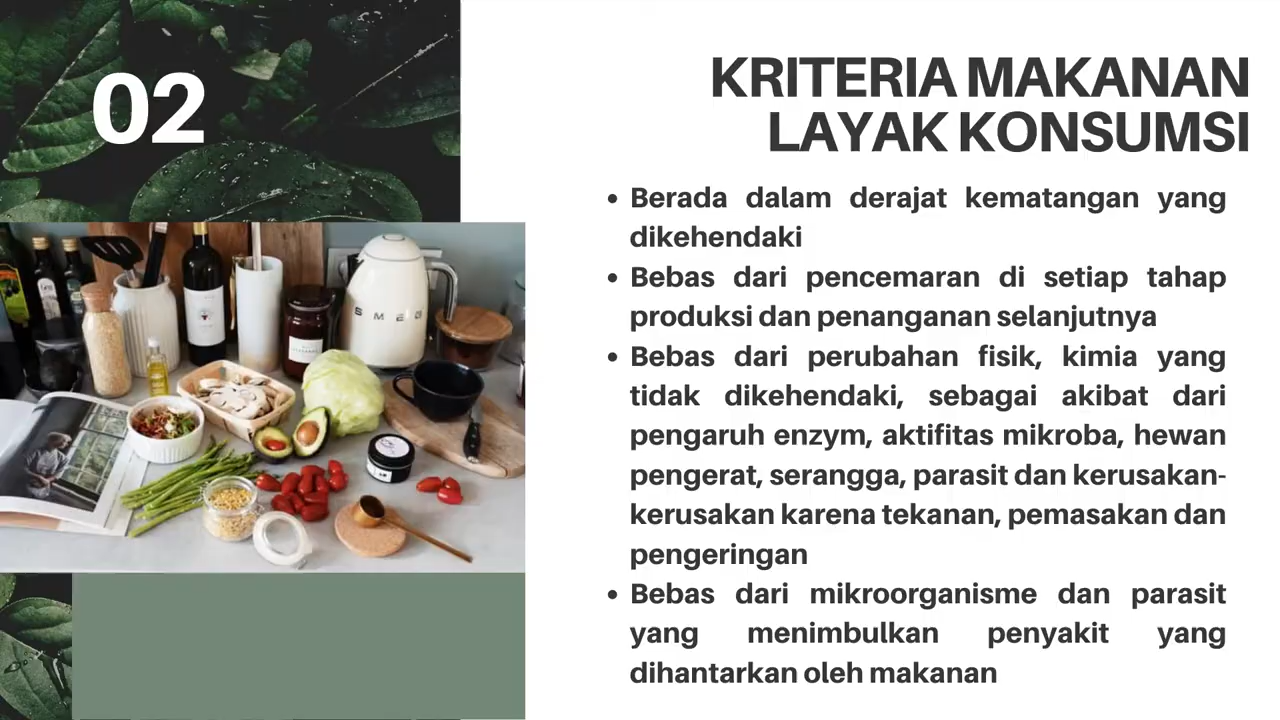 02
KRITERIA MAKANAN
LAYAK KONSUMSI
• Berada dalam derajat kematangan yang
dikehendaki
• Bebas dari pencemaran di setiap tahap
produksi dan penanganan selanjutnya
• Bebas dari perubahan fisik, kimia yang
tidak dikehendaki, sebagai akibat dari
pengaruh enzym, aktifitas mikroba, hewan
pengerat, serangga, parasit dan kerusakan-
kerusakan karena tekanan, pemasakan dan
pengeringan
• Bebas dari mikroorganisme dan parasit
yang menimbulkan penyakit yang
dihantarkan oleh makanan
SMEG